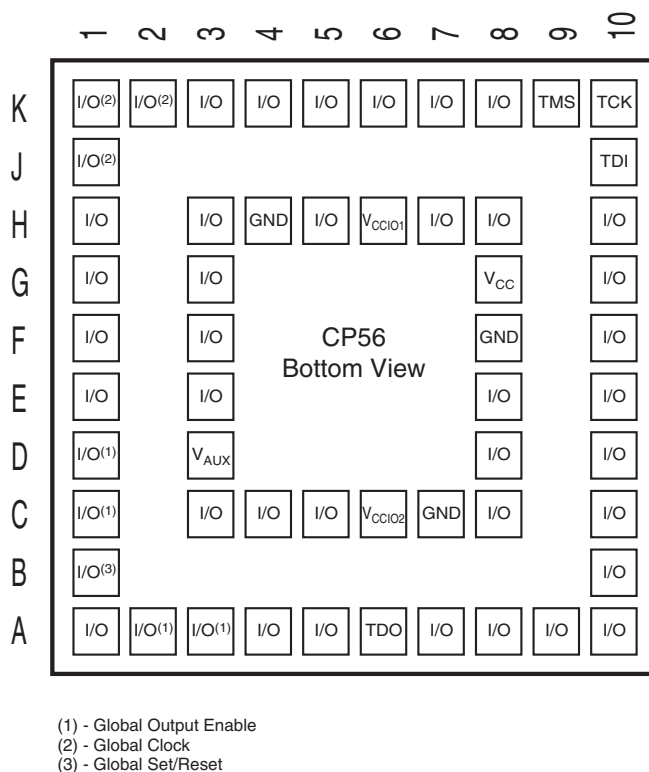 1 2 3 4 5 6 7 8 9 10
K I/O(2) I/O(2) I/O I/O I/O I/O I/O I/O TMS TCK
J I/O(2) TDI
H I/O I/O GND I/O VCCIO1 I/O I/O I/O
G I/O I/O VCC I/O
F I/O I/O CP56 GND I/O
Bottom View
E I/O I/O I/O I/O
D I/O(1) VAUX I/O I/O
C I/O(1) I/O I/O I/O VCCIO2 GND I/O I/O
B I/O(3) I/O
A I/O I/O(1) I/O(1) I/O I/O TDO I/O I/O I/O I/O
(1) - Global Output Enable
(2) - Global Clock
(3) - Global Set/Reset